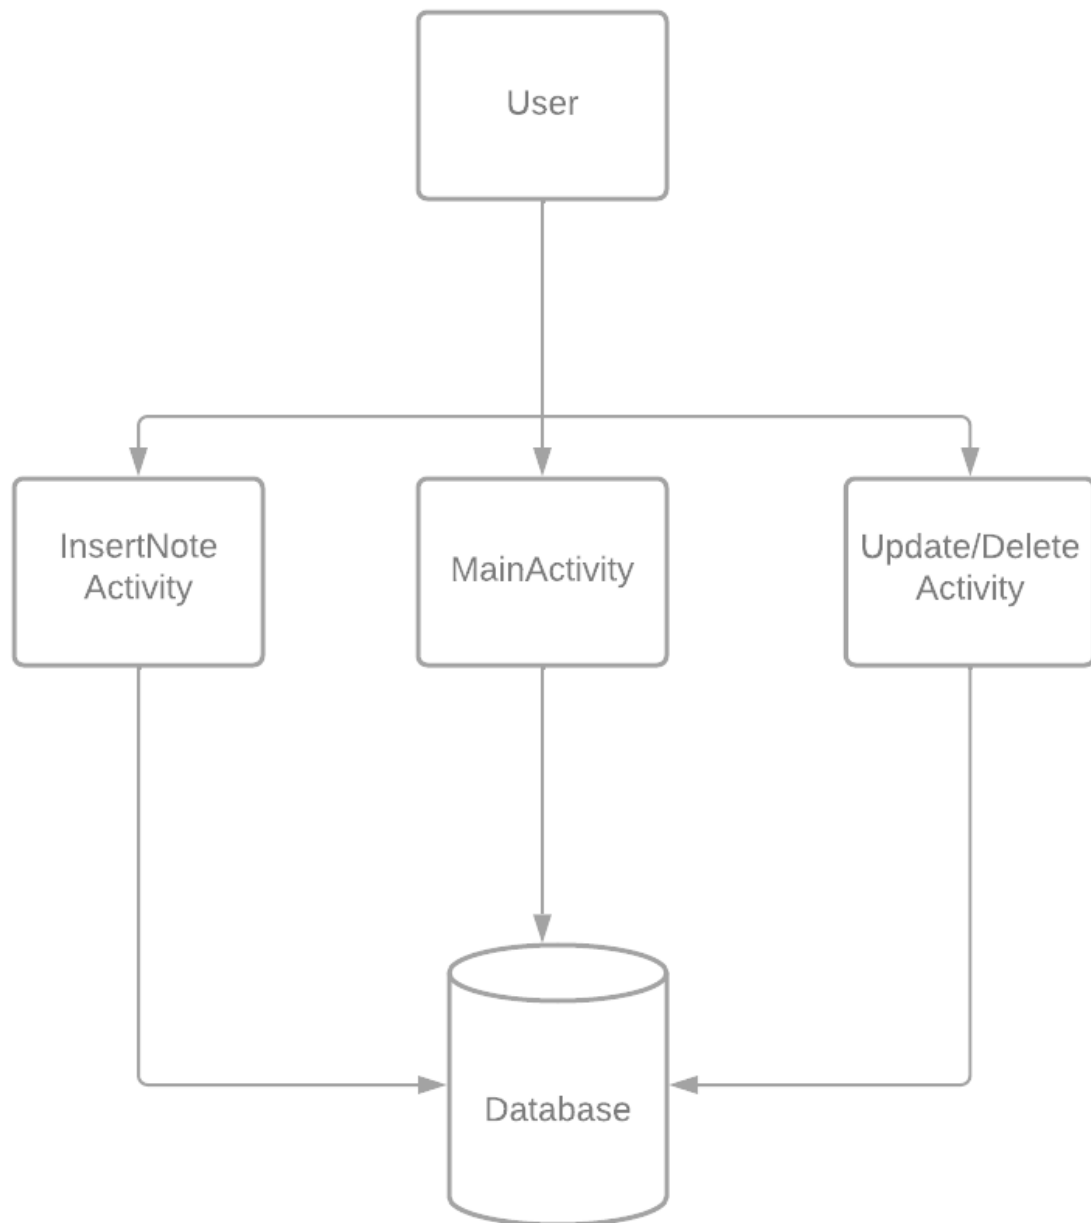 User
InsertNote
Activity
MainActivity
Update/Delete
Activity
Database